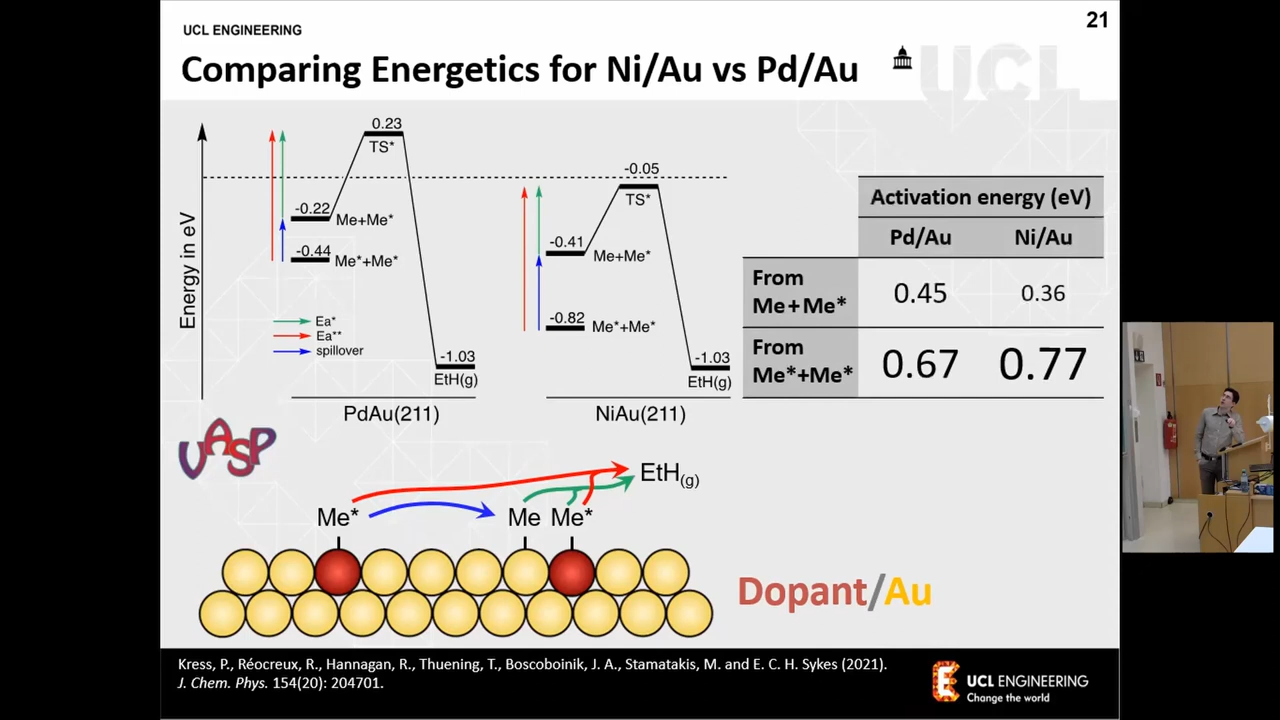 21
UCL ENGINEERING
Comparing Energetics for Ni/Au vs Pd/Au
UCL
Energy in eV
0.23
TS*
-0.22
Me+Me*
-0.44
Me*+Me*
-1.03
EtH(g)
Ea*
Ea**
spillover
PdAu(211)
-0.05
TS*
-0.41
Me+Me*
-0.82
Me*+Me*
-1.03
EtH(g)
NiAu(211)
Activation energy (eV)
Pd/Au Ni/Au
From
Me+Me* 0.45 0.36
From
Me*+Me* 0.67 0.77
VASP
EtH(g)
Me* Me Me*
Dopant/Au
Kress, P., Réocreux, R., Hannagan, R., Thuening, T., Boscoboinik, J. A., Stamatakis, M. and E. C. H. Sykes (2021).
J. Chem. Phys. 154(20): 204701.
UCL ENGINEERING
Change the world